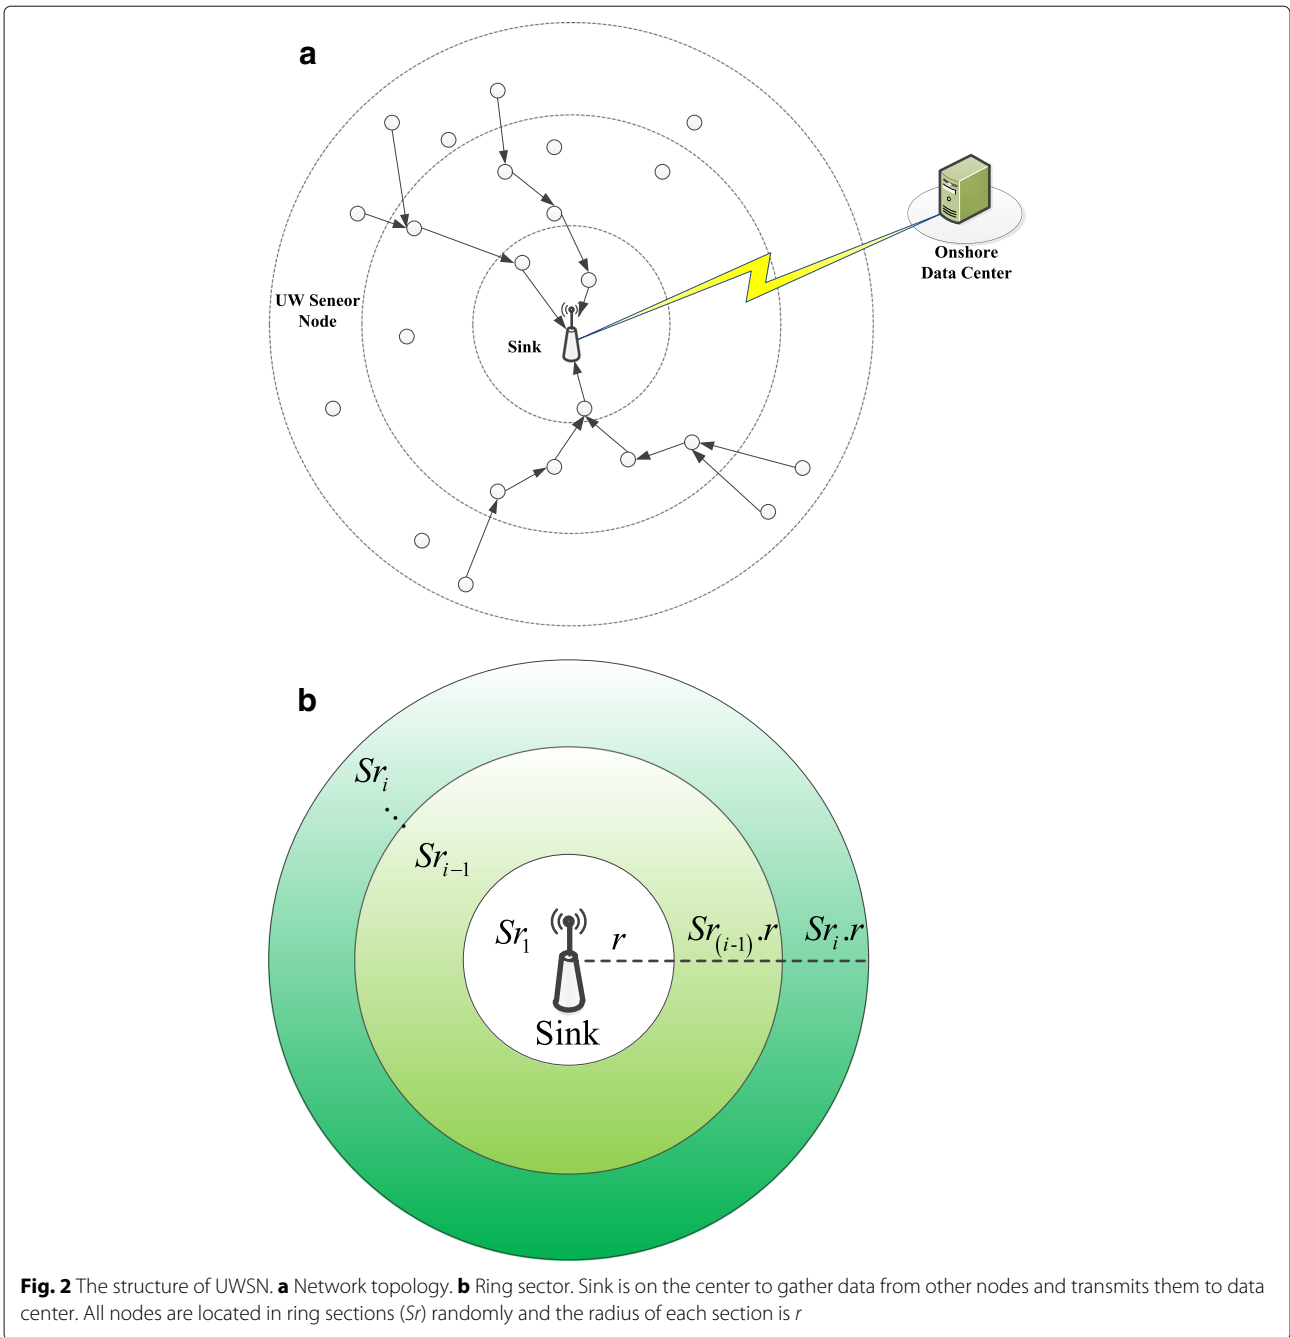 a
Onshore
Data Center
UW Seneor
Node
Sink
b
Sr_i
⋱
Sr_{i−1}
Sr_1 r Sr_{(i-1)}.r Sr_i.r
Sink
Fig. 2 The structure of UWSN. a Network topology. b Ring sector. Sink is on the center to gather data from other nodes and transmits them to data
center. All nodes are located in ring sections (Sr) randomly and the radius of each section is r